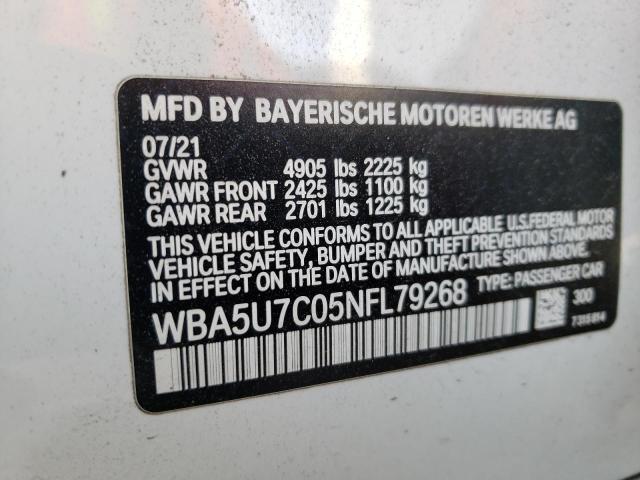 MFD BY BAYERISCHE MOTOREN WERKE AG
07/21
GVWR 4905 lbs 2225 kg
GAWR FRONT 2425 lbs 1100 kg
GAWR REAR 2701 lbs 1225 kg
THIS VEHICLE CONFORMS TO ALL APPLICABLE U.S.FEDERAL MOTOR
VEHICLE SAFETY, BUMPER AND THEFT PREVENTION STANDARDS
IN EFFECT ON THE DATE OF MANUFACTURE SHOWN ABOVE.
WBA5U7C05NFL79268 TYPE: PASSENGER CAR
300